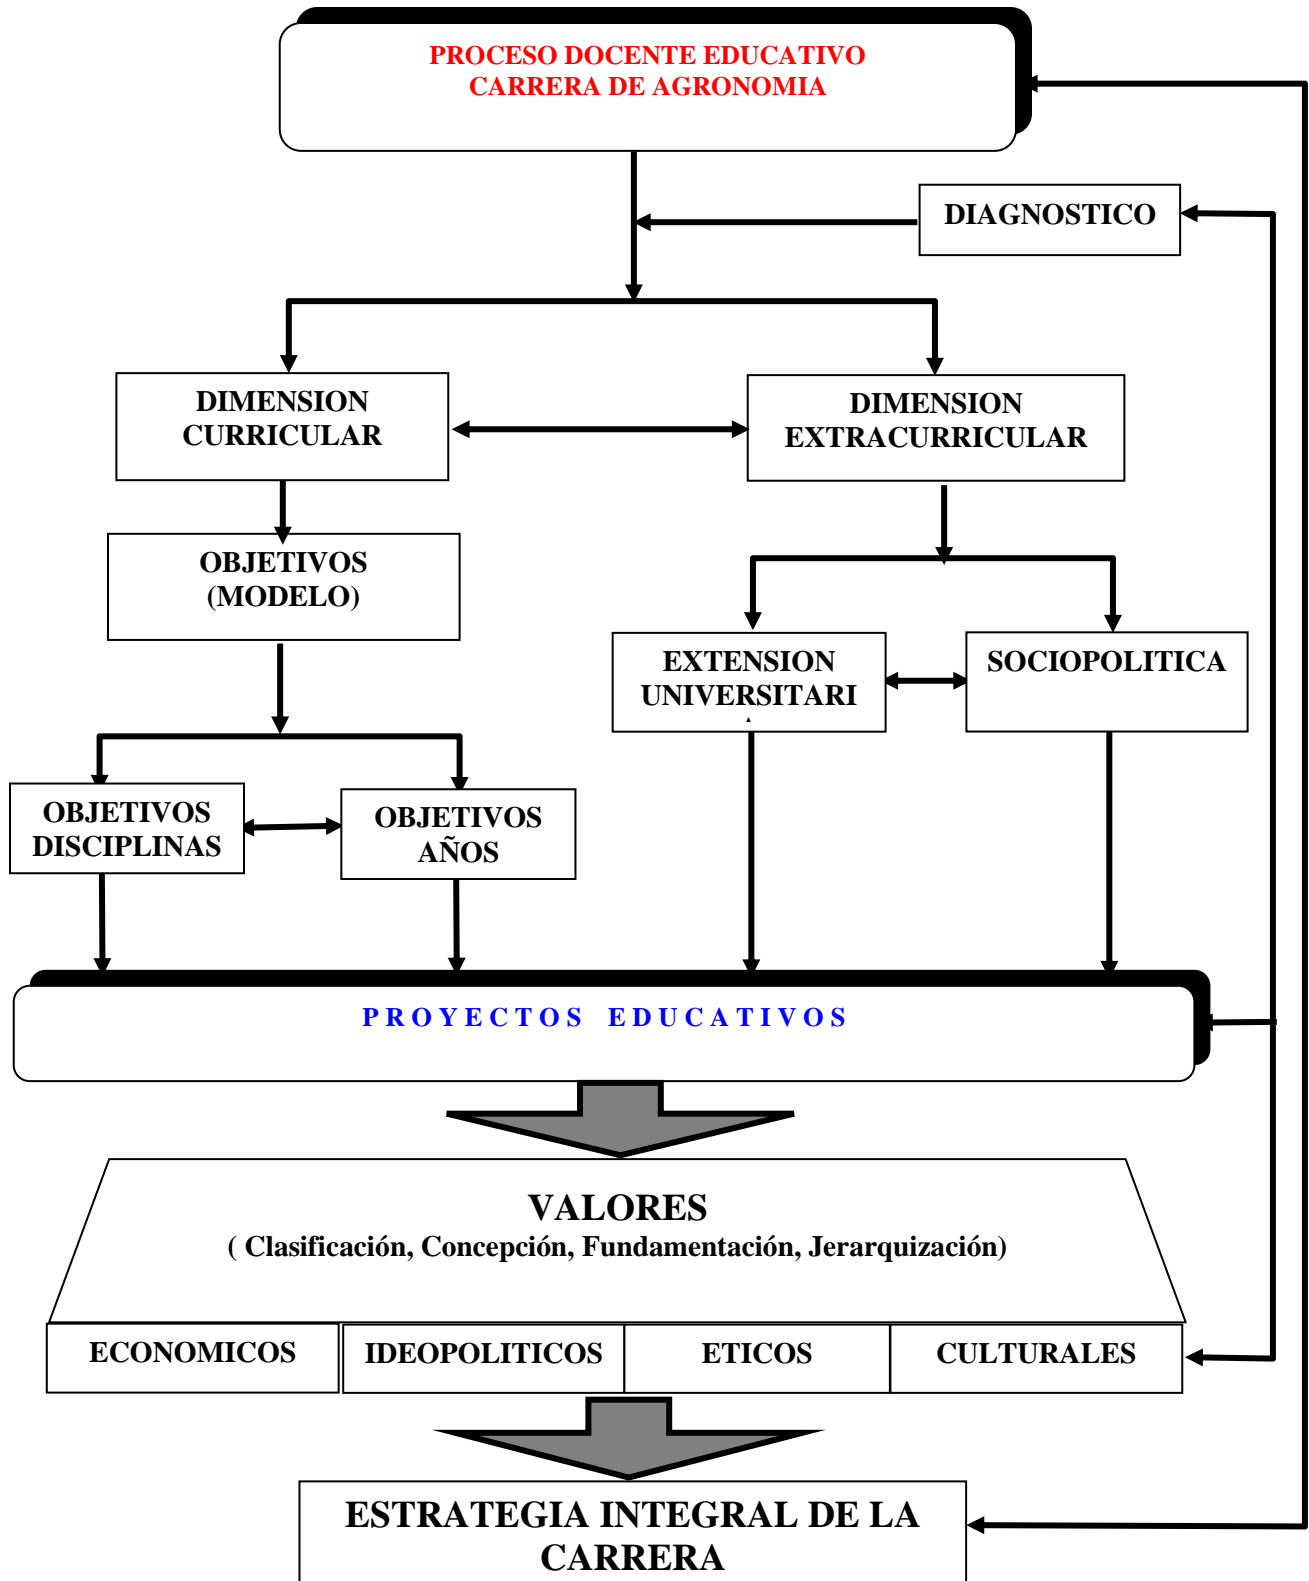 PROCESO DOCENTE EDUCATIVO
CARRERA DE AGRONOMIA
DIAGNOSTICO
DIMENSION
CURRICULAR
DIMENSION
EXTRACURRICULAR
OBJETIVOS
(MODELO)
EXTENSION
UNIVERSITARI
SOCIOPOLITICA
OBJETIVOS
DISCIPLINAS
OBJETIVOS
AÑOS
PROYECTOS EDUCATIVOS
VALORES
( Clasificación, Concepción, Fundamentación, Jerarquización)
ECONOMICOS
IDEOPOLITICOS
ETICOS
CULTURALES
ESTRATEGIA INTEGRAL DE LA
CARRERA